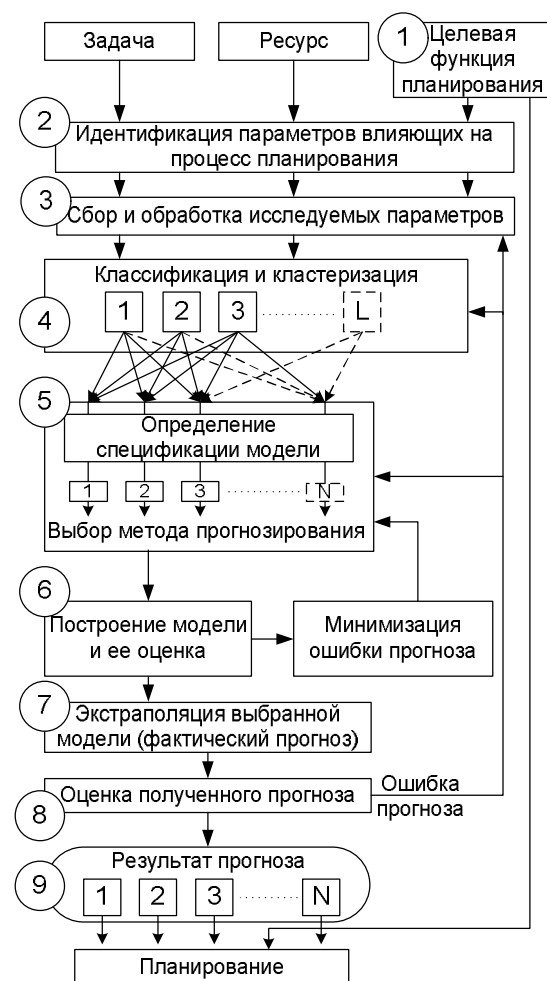 Задача
Ресурс
1
Целевая
функция
планирования
2
Идентификация параметров влияющих на
процесс планирования
3
Сбор и обработка исследуемых параметров
Классификация и кластеризация
4
1 2 3 L
5
Определение
спецификации модели
1 2 3 N
Выбор метода прогнозирования
6
Построение модели
и ее оценка
Минимизация
ошибки прогноза
7
Экстраполяция выбранной
модели (фактический прогноз)
8
Оценка полученного прогноза
Ошибка
прогноза
Результат прогноза
9
1 2 3 N
Планирование